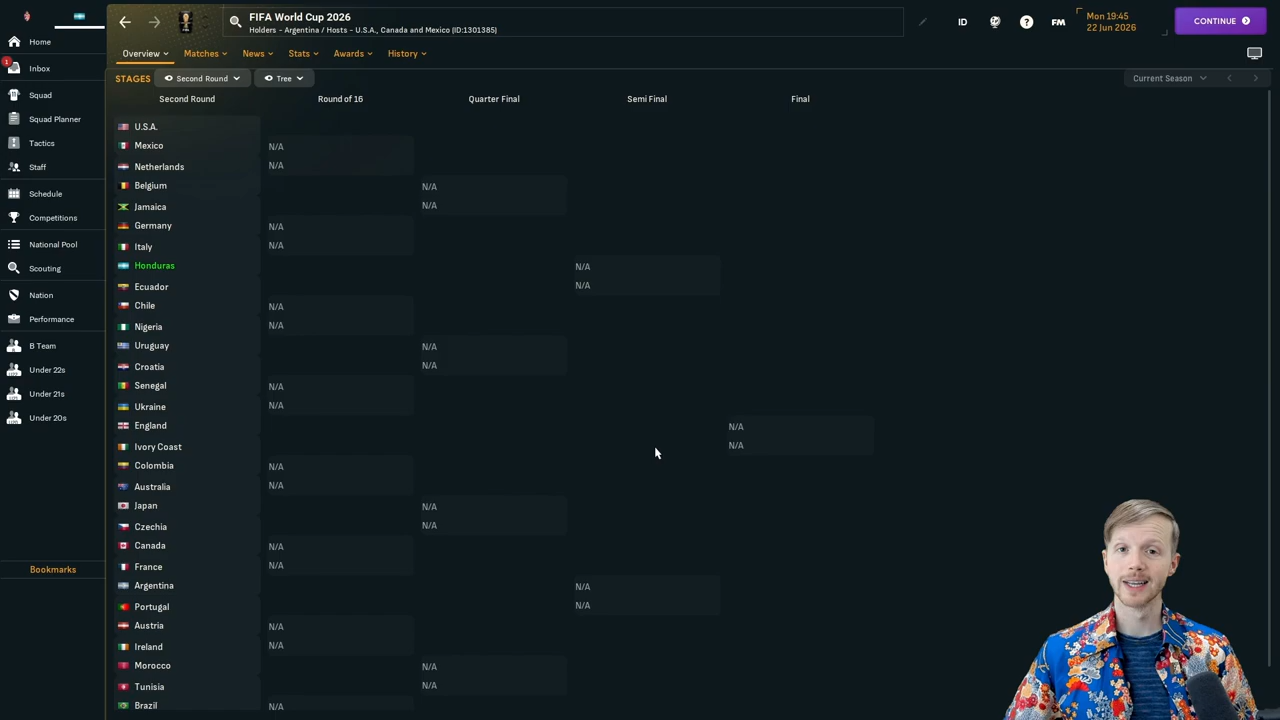 FIFA World Cup 2026
Holders - Argentina / Hosts - U.S.A., Canada and Mexico (ID:1301385)
ID
FM
Mon 19:45
22 Jun 2026
CONTINUE
Home
1
Inbox
Squad
Squad Planner
Tactics
Staff
Schedule
Competitions
National Pool
Scouting
Nation
Performance
B Team
Under 22s
Under 21s
Under 20s
Bookmarks
Overview
Matches
News
Stats
Awards
History
STAGES
Second Round
Tree
Current Season
Second Round
Round of 16
Quarter Final
Semi Final
Final
U.S.A.
Mexico
N/A
Netherlands
N/A
Belgium
N/A
Jamaica
N/A
Germany
N/A
Italy
N/A
Honduras
N/A
Ecuador
N/A
Chile
N/A
Nigeria
N/A
Uruguay
N/A
Croatia
N/A
Senegal
N/A
Ukraine
N/A
England
N/A
Ivory Coast
N/A
Colombia
N/A
Australia
N/A
Japan
N/A
Czechia
N/A
Canada
N/A
France
N/A
Argentina
N/A
Portugal
N/A
Austria
N/A
Ireland
N/A
Morocco
N/A
Tunisia
N/A
Brazil
N/A